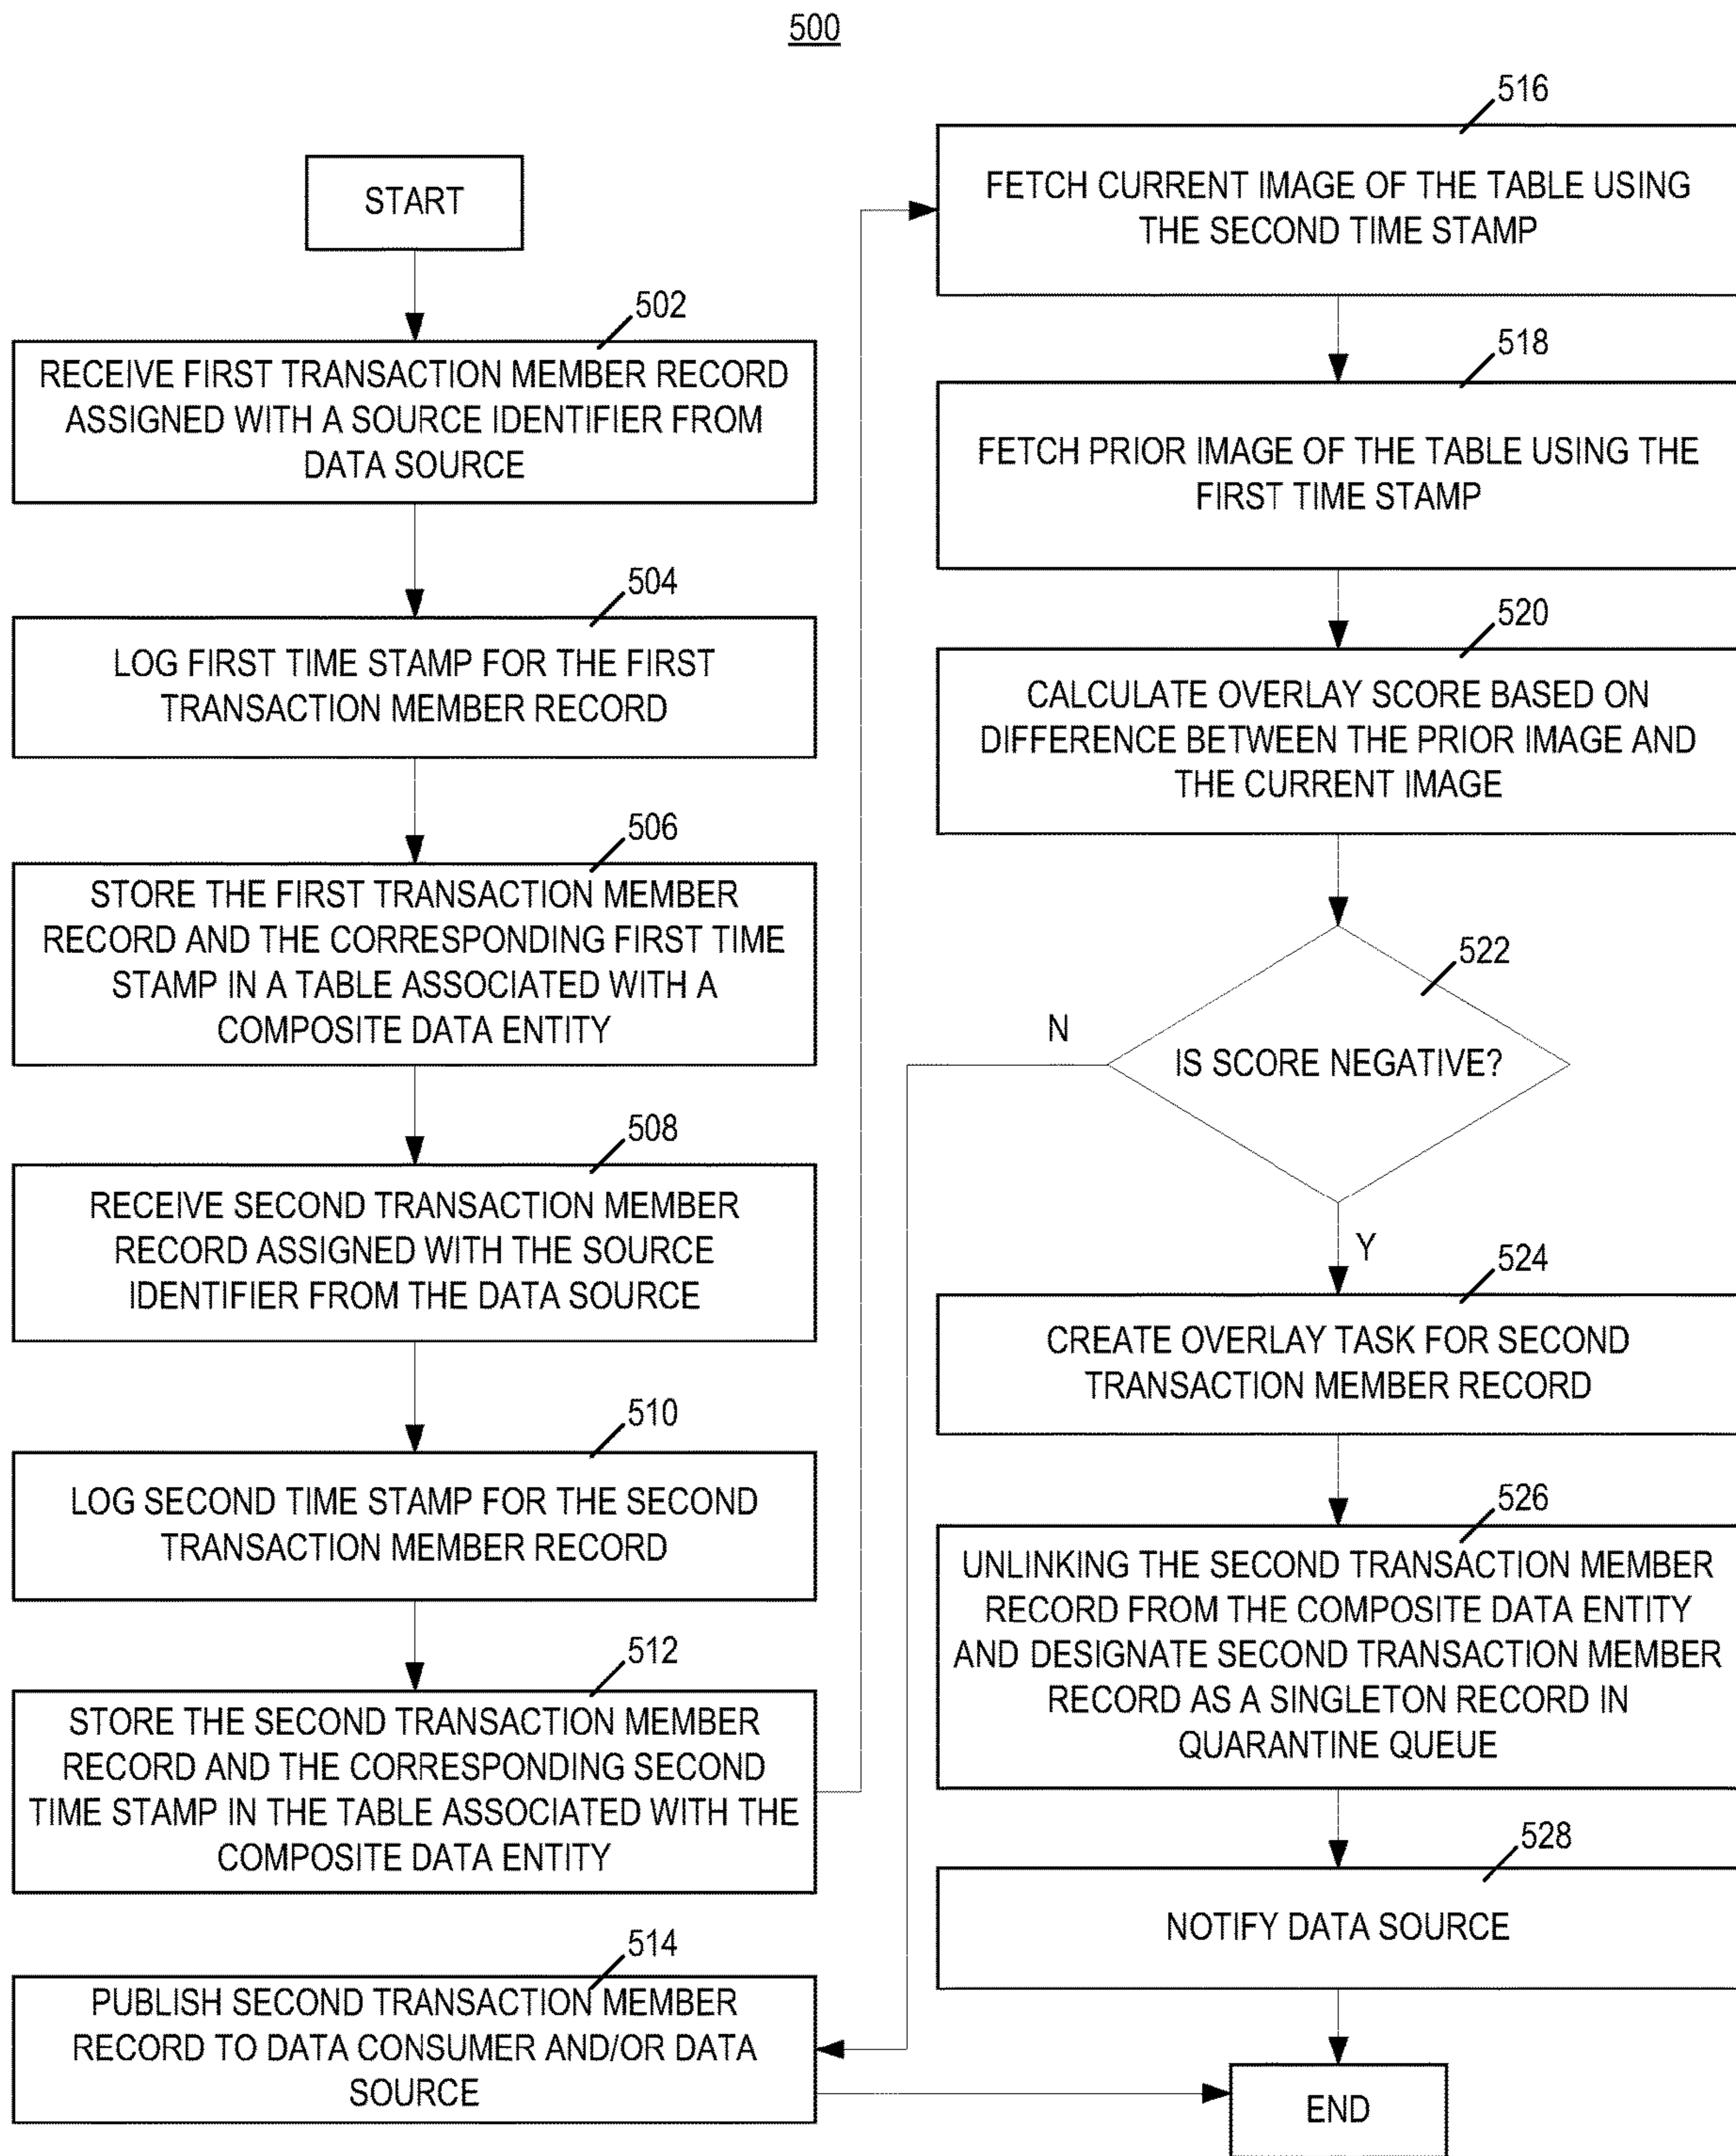 500
START
502
RECEIVE FIRST TRANSACTION MEMBER RECORD
ASSIGNED WITH A SOURCE IDENTIFIER FROM
DATA SOURCE
504
LOG FIRST TIME STAMP FOR THE FIRST
TRANSACTION MEMBER RECORD
506
STORE THE FIRST TRANSACTION MEMBER
RECORD AND THE CORRESPONDING FIRST TIME
STAMP IN A TABLE ASSOCIATED WITH A
COMPOSITE DATA ENTITY
508
RECEIVE SECOND TRANSACTION MEMBER
RECORD ASSIGNED WITH THE SOURCE
IDENTIFIER FROM THE DATA SOURCE
510
LOG SECOND TIME STAMP FOR THE SECOND
TRANSACTION MEMBER RECORD
512
STORE THE SECOND TRANSACTION MEMBER
RECORD AND THE CORRESPONDING SECOND
TIME STAMP IN THE TABLE ASSOCIATED WITH THE
COMPOSITE DATA ENTITY
514
PUBLISH SECOND TRANSACTION MEMBER
RECORD TO DATA CONSUMER AND/OR DATA
SOURCE
516
FETCH CURRENT IMAGE OF THE TABLE USING
THE SECOND TIME STAMP
518
FETCH PRIOR IMAGE OF THE TABLE USING THE
FIRST TIME STAMP
520
CALCULATE OVERLAY SCORE BASED ON
DIFFERENCE BETWEEN THE PRIOR IMAGE AND
THE CURRENT IMAGE
522
N
IS SCORE NEGATIVE?
Y
524
CREATE OVERLAY TASK FOR SECOND
TRANSACTION MEMBER RECORD
526
UNLINKING THE SECOND TRANSACTION MEMBER
RECORD FROM THE COMPOSITE DATA ENTITY
AND DESIGNATE SECOND TRANSACTION MEMBER
RECORD AS A SINGLETON RECORD IN
QUARANTINE QUEUE
528
NOTIFY DATA SOURCE
END